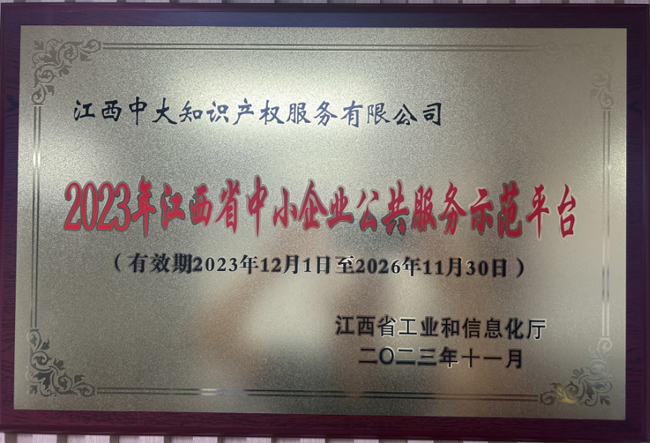 江西中大知识产权服务有限公司
2023年江西省中小企业公共服务示范平台
（有效期2023年12月1日至2026年11月30日）
江西省工业和信息化厅
二〇二三年十一月